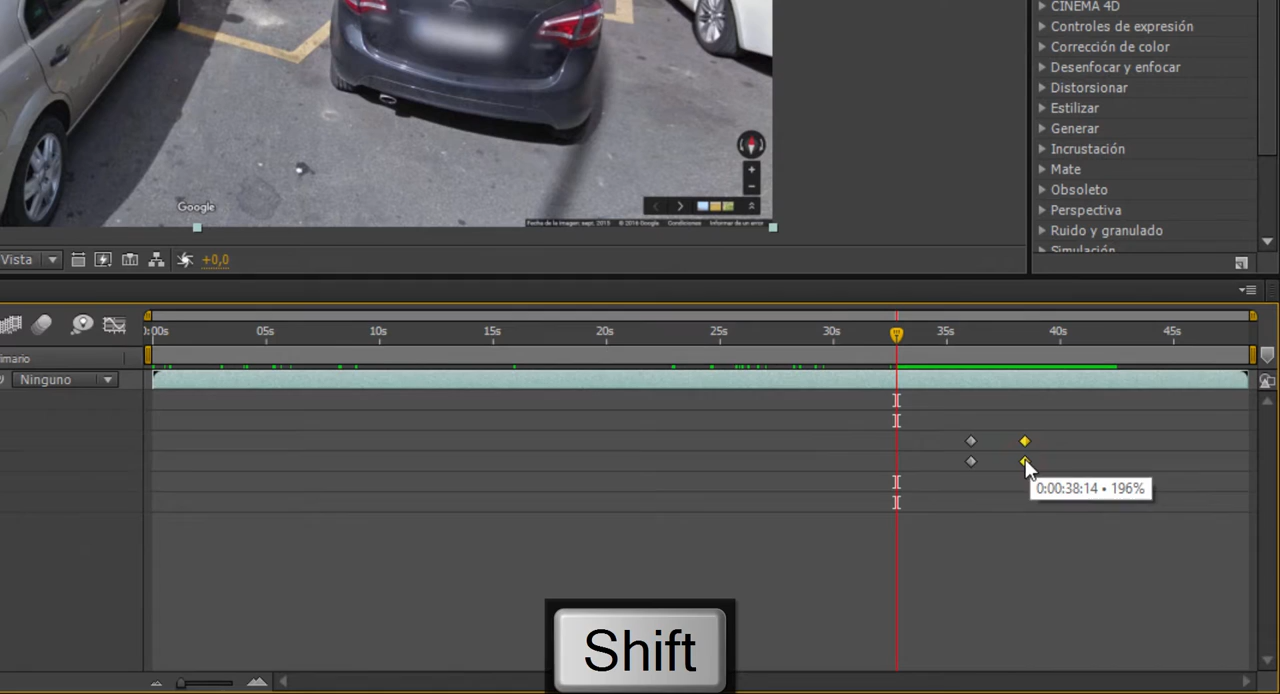 CINEMA 4D
Controles de expresión
Corrección de color
Desenfocar y enfocar
Distorsionar
Estilizar
Generar
Incrustación
Mate
Obsoleto
Perspectiva
Ruido y granulado
Simulación
Google
Fecha de la imagen: sept. 2015 © 2016 Google Condiciones Informar de un error
Vista
+0,0
):00s 05s 10s 15s 20s 25s 30s 35s 40s 45s
imario
Ninguno
0:00:38:14 • 196%
Shift